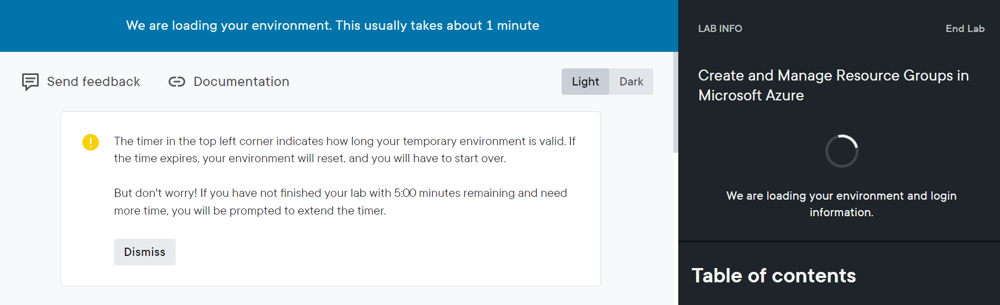 We are loading your environment. This usually takes about 1 minute
Send feedback
Documentation
Light
Dark
The timer in the top left corner indicates how long your temporary environment is valid. If
the time expires, your environment will reset, and you will have to start over.
But don't worry! If you have not finished your lab with 5:00 minutes remaining and need
more time, you will be prompted to extend the timer.
Dismiss
LAB INFO
End Lab
Create and Manage Resource Groups in
Microsoft Azure
We are loading your environment and login
information.
Table of contents